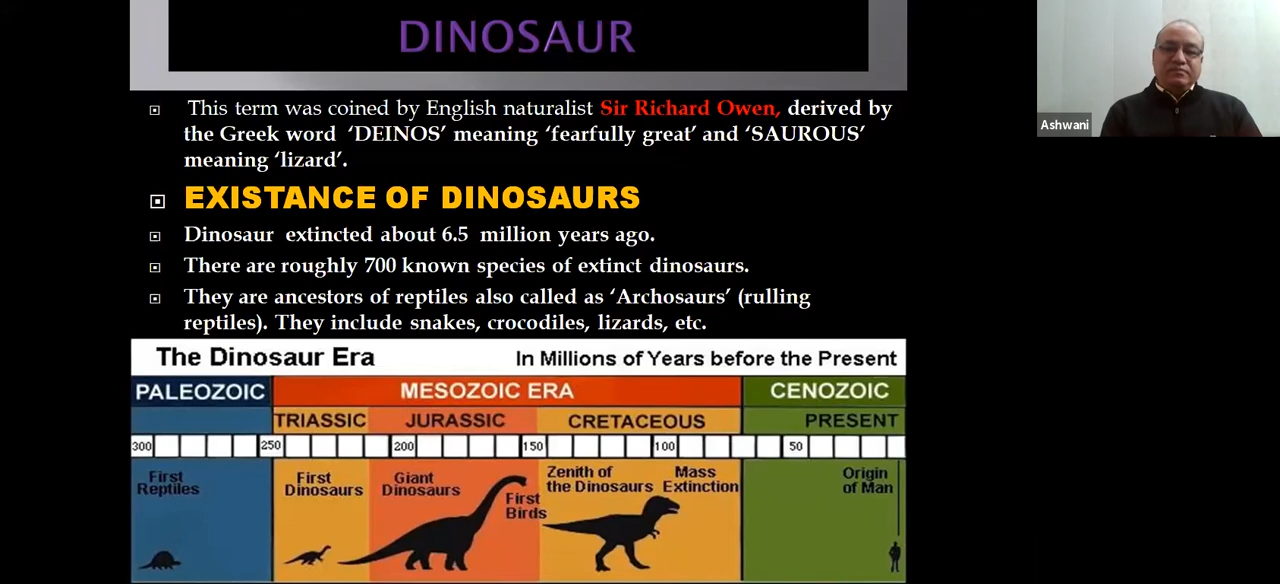 DINOSAUR
Ashwani
This term was coined by English naturalist Sir Richard Owen, derived by
the Greek word ‘DEINOS’ meaning ‘fearfully great’ and ‘SAUROUS’
meaning ‘lizard’.
EXISTANCE OF DINOSAURS
Dinosaur extincted about 6.5 million years ago.
There are roughly 700 known species of extinct dinosaurs.
They are ancestors of reptiles also called as ‘Archosaurs’ (rulling
reptiles). They include snakes, crocodiles, lizards, etc.
The Dinosaur Era In Millions of Years before the Present
PALEOZOIC MESOZOIC ERA CENOZOIC
TRIASSIC JURASSIC CRETACEOUS PRESENT
300 250 200 150 100 50
First
Reptiles
First
Dinosaurs
Giant
Dinosaurs
First
Birds
Zenith of
the Dinosaurs
Mass
Extinction
Origin
of Man